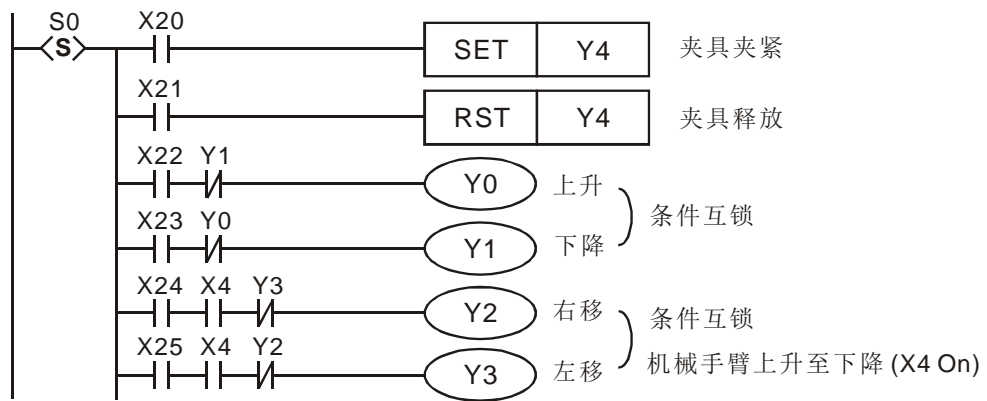 S0 X20
S SET Y4 夹具夹紧
X21
RST Y4 夹具释放
X22 Y1
Y0 上升
条件互锁
X23 Y0
Y1 下降
X24 X4 Y3
Y2 右移
条件互锁
X25 X4 Y2
机械手臂上升至下降 (X4 On)
Y3 左移